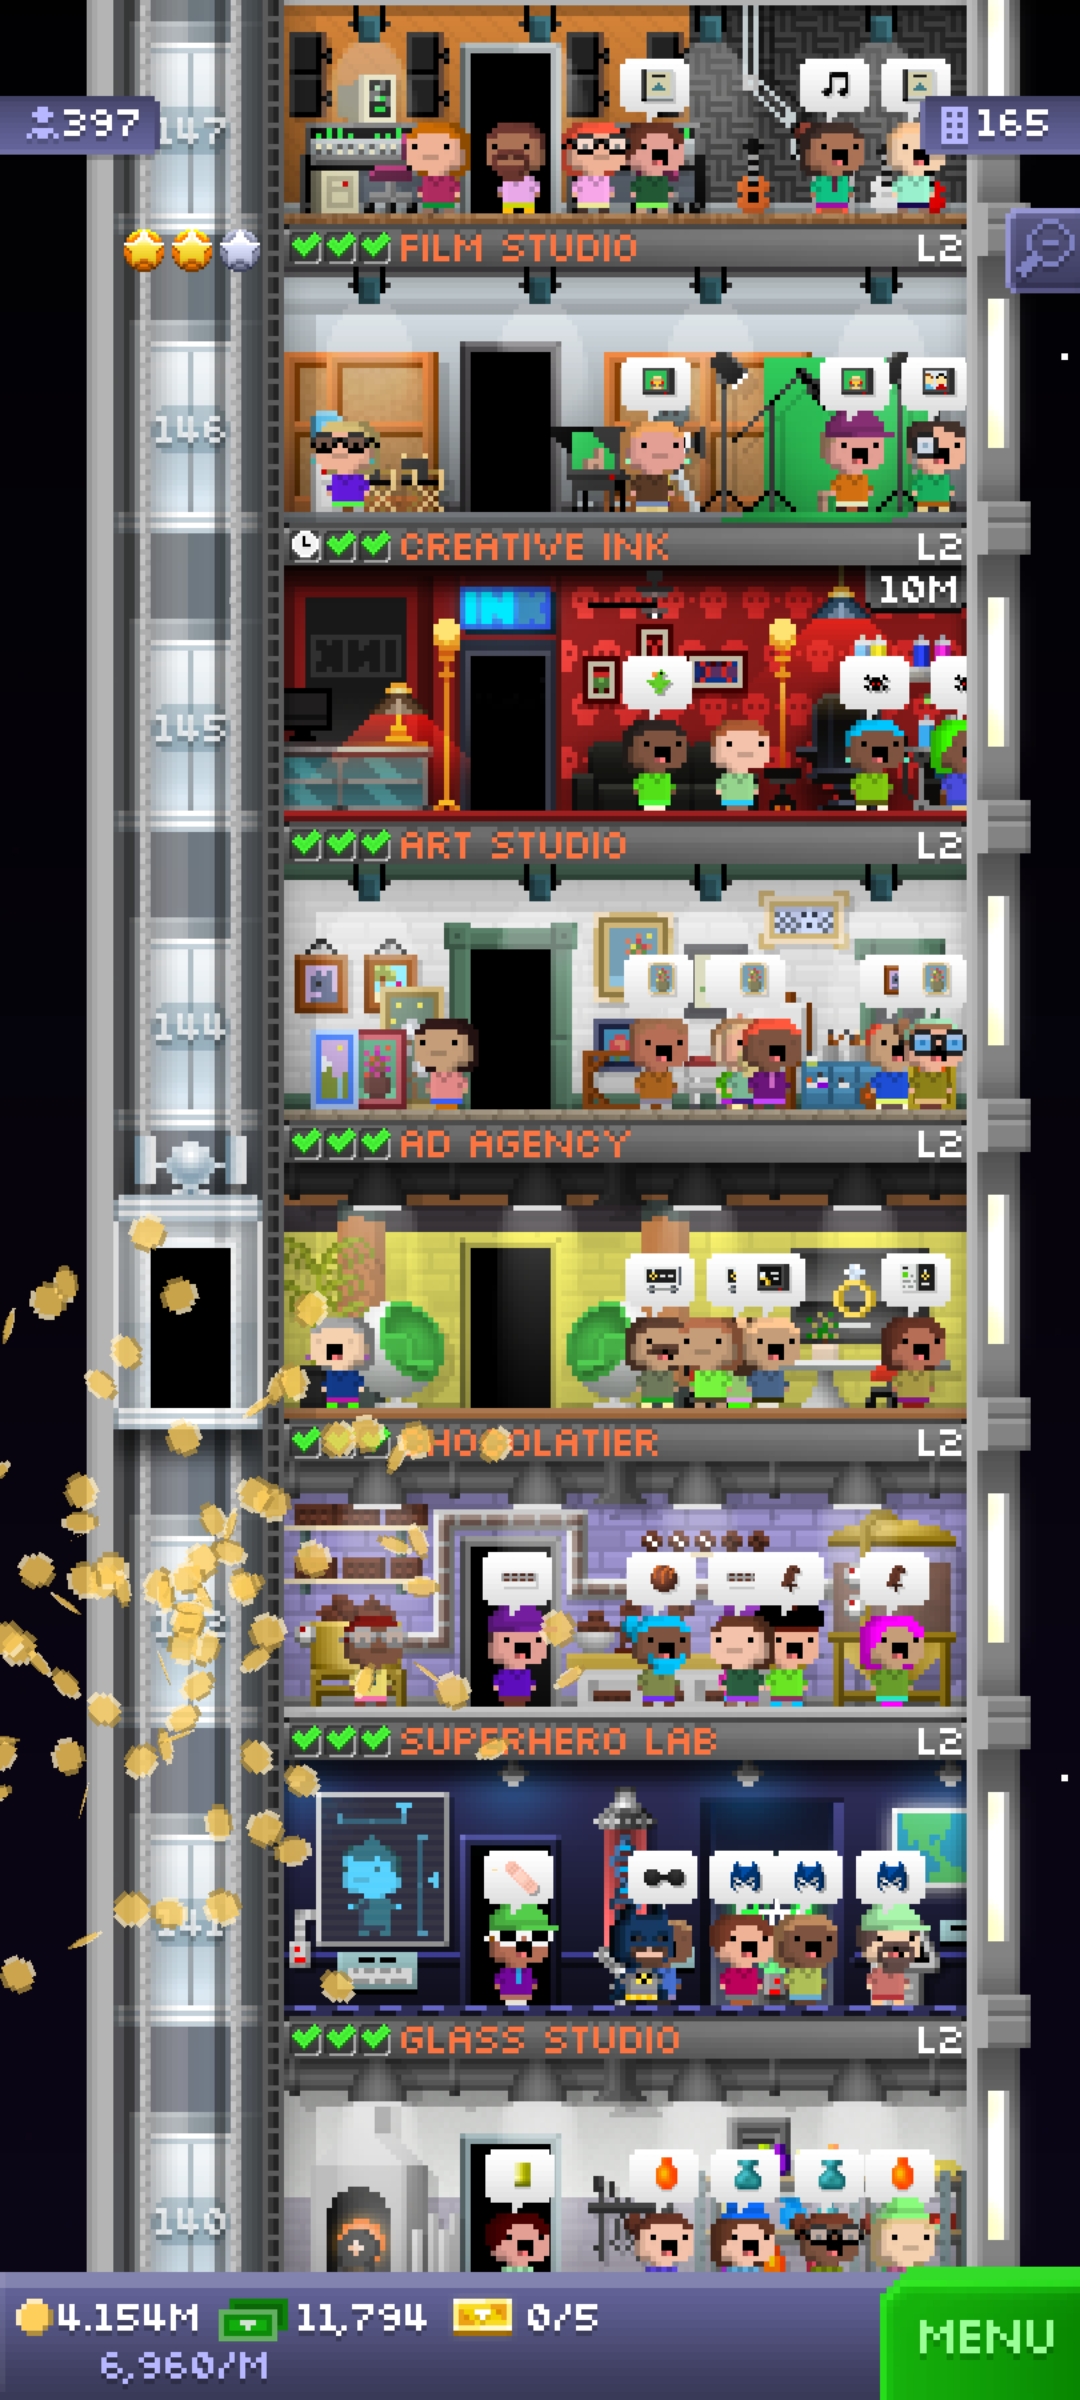 397
147
165
FILM STUDIO L2
146
CREATIVE INK L2
10M
INK
145
ART STUDIO L2
144
AD AGENCY L2
CHOCOLATIER L2
SUPERHERO LAB L2
141
GLASS STUDIO L2
140
4.154M 11,794 0/5
6,960/M
MENU